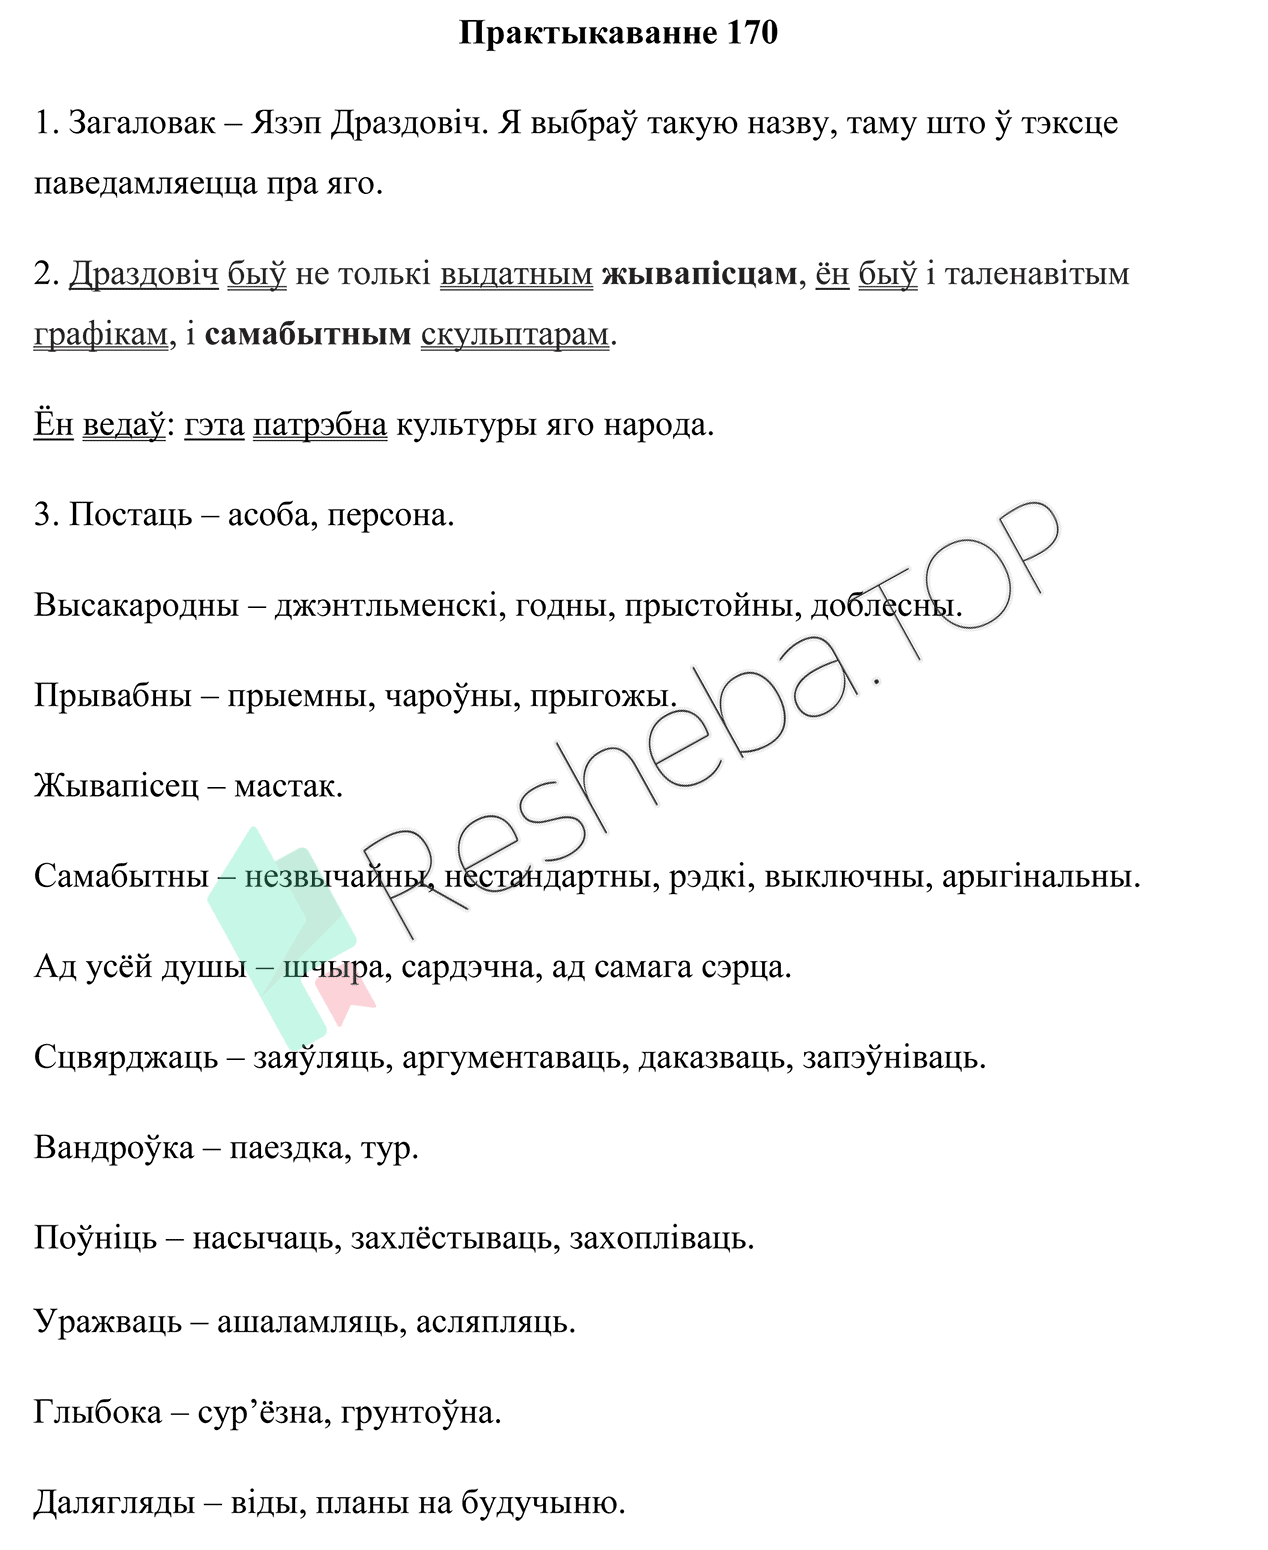 Практыкаванне 170
1. Загаловак – Язэп Драздовіч. Я выбраў такую назву, таму што ў тэксце
паведамляецца пра яго.
2. Драздовіч быў не толькі выдатным жывапісцам, ён быў і таленавітым
графікам, і самабытным скульптарам.
Ён ведаў: гэта патрэбна культуры яго народа.
3. Постаць – асоба, персона.
Высакародны – джэнтльменскі, годны, прыстойны, доблесны.
Прывабны – прыемны, чароўны, прыгожы.
Жывапісец – мастак.
Самабытны – незвычайны, нестандартны, рэдкі, выключны, арыгінальны.
Ад усёй душы – шчыра, сардэчна, ад самага сэрца.
Сцвярджаць – заяўляць, аргументаваць, даказваць, запэўніваць.
Вандроўка – паездка, тур.
Поўніць – насычаць, захлёстываць, захопліваць.
Уражваць – ашаламляць, асляпляць.
Глыбока – сур’ёзна, грунтоўна.
Далягляды – віды, планы на будучыню.
Resheba.TOP